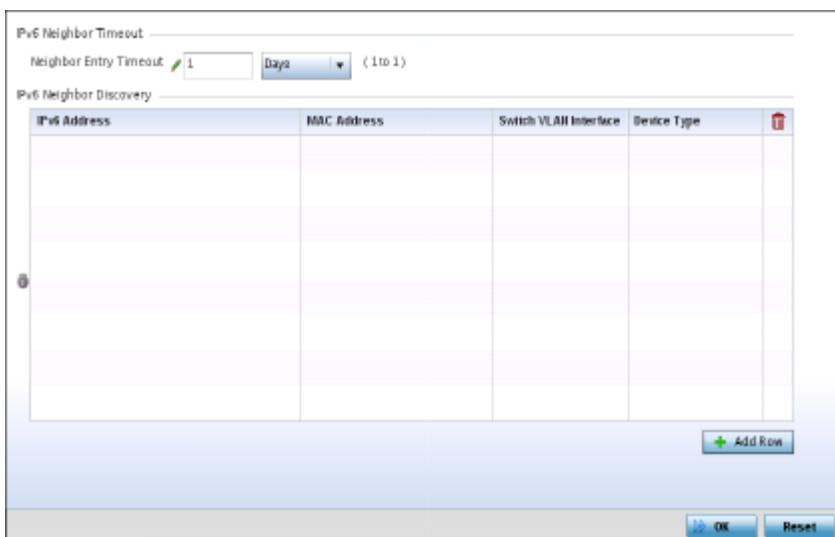 IPv6 Neighbor Timeout
Neighbor Entry Timeout 1 Days (1 to 1)
IPv6 Neighbor Discovery
IPv6 Address MAC Address Switch VLAN Interface Device Type
Add Row
OK Reset